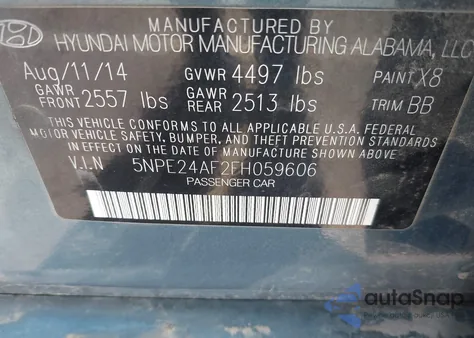 MANUFACTURED BY
HYUNDAI MOTOR MANUFACTURING ALABAMA, LLC
Aug/11/14 GVWR 4497 lbs PAINT X8
GAWR FRONT 2557 lbs GAWR REAR 2513 lbs TRIM BB
THIS VEHICLE CONFORMS TO ALL APPLICABLE U.S.A. FEDERAL
MOTOR VEHICLE SAFETY, BUMPER, AND THEFT PREVENTION STANDARDS
IN EFFECT ON THE DATE OF MANUFACTURE SHOWN ABOVE.
V.I.N 5NPE24AF2FH059606
PASSENGER CAR
autoSnap